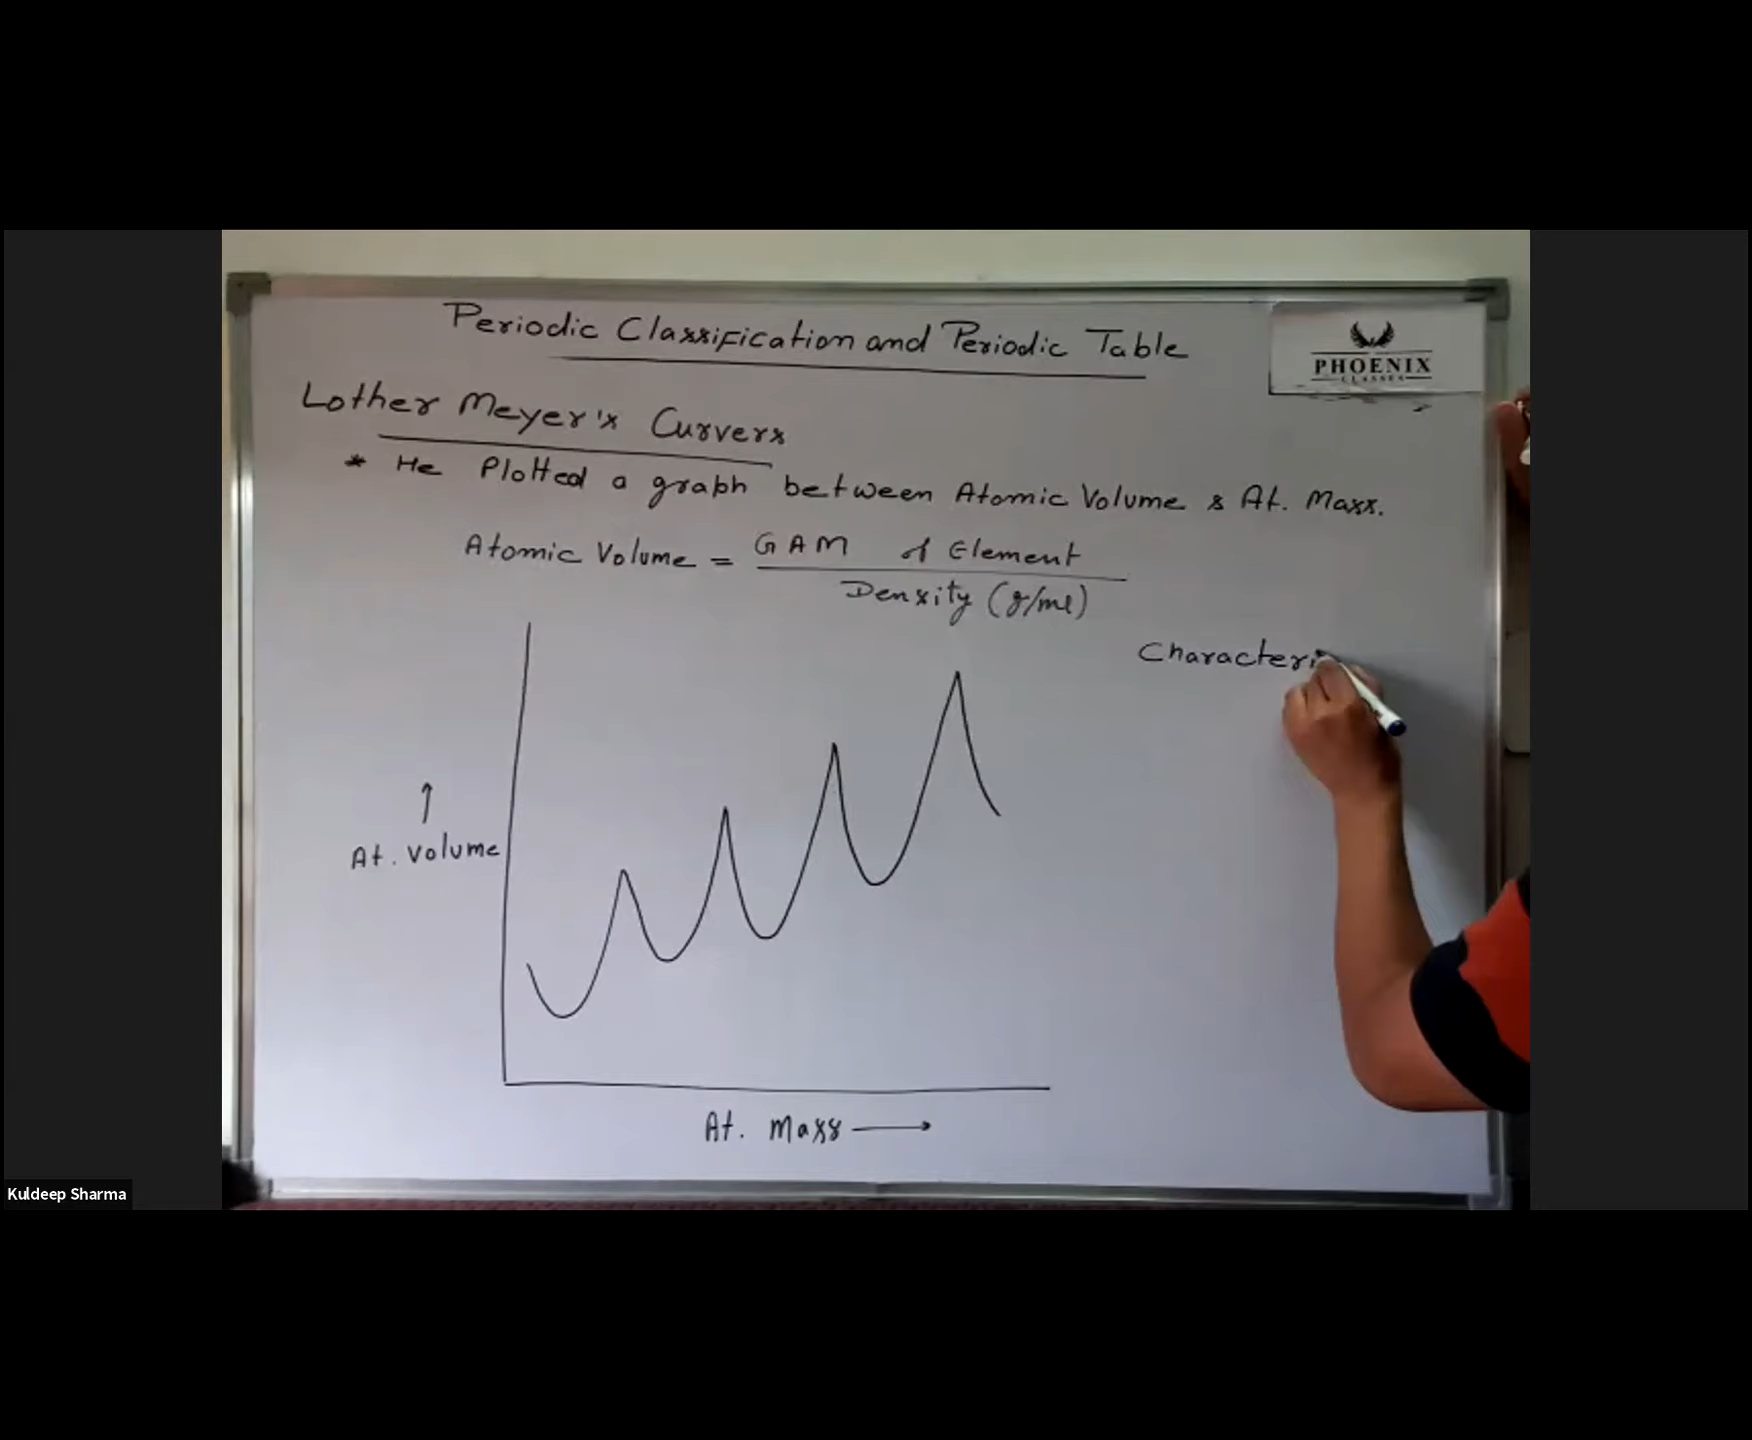 Periodic Classification and Periodic Table
PHOENIX
CLASSES
Lother Meyer's Curvers
* He Plotted a graph between Atomic Volume & At. Mass.
Atomic Volume = GAM of Element
Density (g/ml)
Characteri
↑
At. Volume
At. Mass →
Kuldeep Sharma